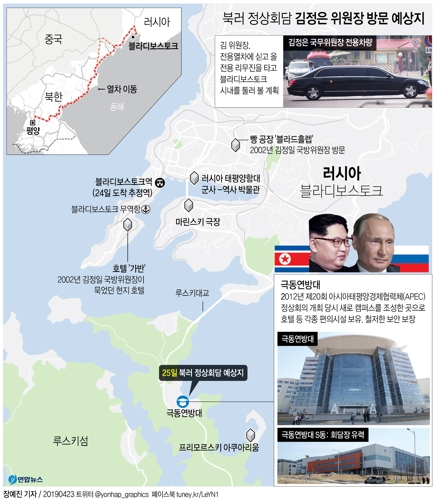 북러 정상회담 김정은 위원장 방문 예상지
러시아
중국
블라디보스토크
열차 이동
북한
동해
평양
김 위원장,
전용열차에 싣고 올
전용 리무진을 타고
블라디보스토크
시내를 둘러 볼 계획
김정은 국무위원장 전용차량
빵 공장 '블라드흘렙'
2002년 김정일 국방위원장 방문
블라디보스토크역
(24일 도착 추정역)
러시아 태평양함대
군사-역사 박물관
블라디보스토크 무역항
마린스키 극장
러시아
블라디보스토크
호텔 '가반'
2002년 김정일 국방위원장이
묵었던 현지 호텔
루스키대교
극동연방대
2012년 제20회 아시아태평양경제협력체(APEC)
정상회의 개최 당시 새로 캠퍼스를 조성한 곳으로
호텔 등 각종 편의시설 보유, 철저한 보안 보장
극동연방대
25일 북러 정상회담 예상지
극동연방대
루스키섬
프리모르스키 아쿠아리움
극동연방대 S동: 회담장 유력
연합뉴스
장예진 기자 / 20190423 트위터 @yonhap_graphics 페이스북 tuney.kr/LeYN1